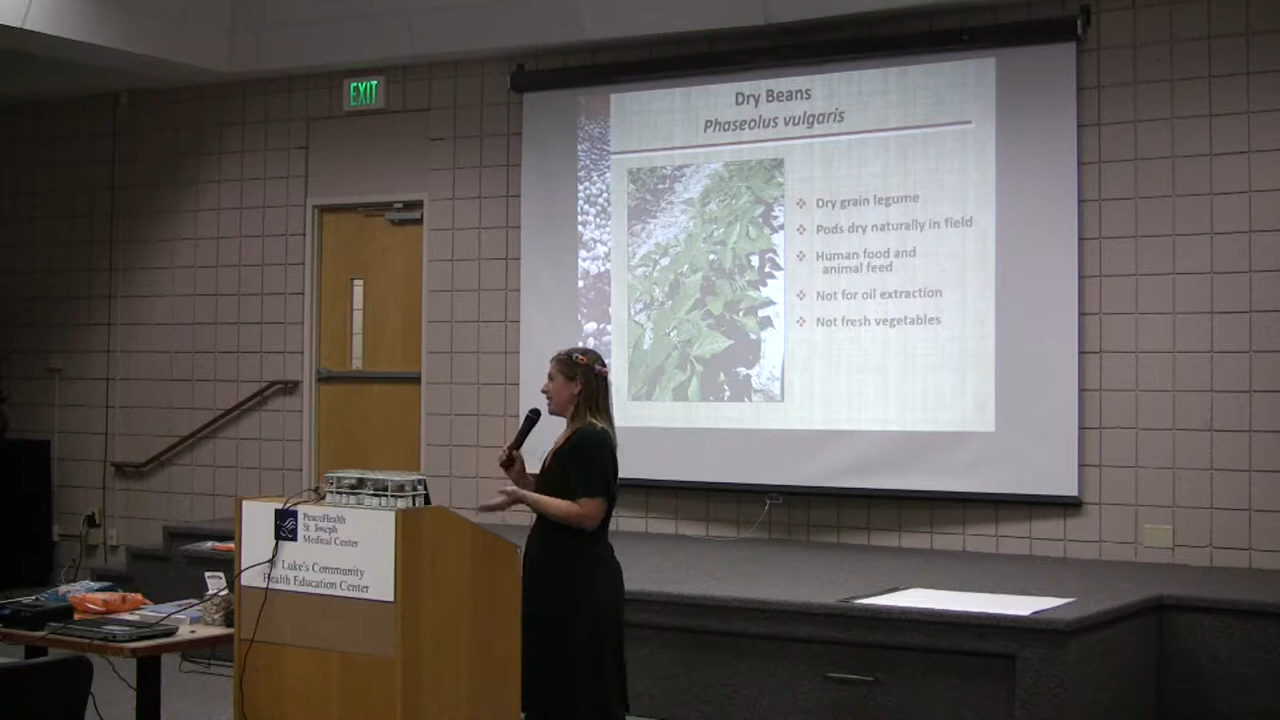 EXIT
Dry Beans
Phaseolus vulgaris
Dry grain legume
Pods dry naturally in field
Human food and
animal feed
Not for oil extraction
Not fresh vegetables
PeaceHealth
St. Joseph
Medical Center
St. Luke's Community
Health Education Center